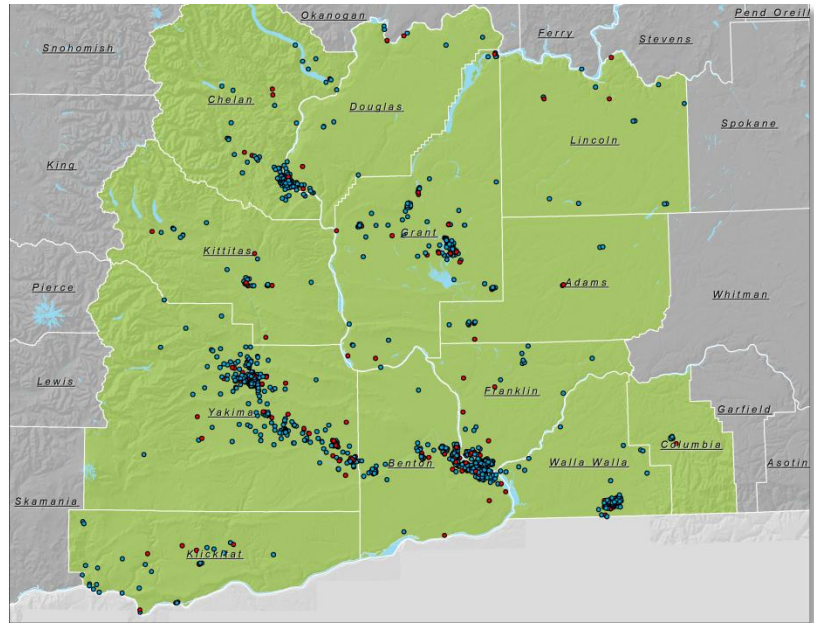 Okanogan
Pend Oreill
Ferry
Stevens
Snohomish
Chelan
Douglas
Lincoln
Spokane
King
Grant
Kittitas
Adams
Pierce
Whitman
Lewis
Yakima
Franklin
Garfield
Benton
Walla Walla
Columbia
Asotin
Skamania
Klickitat